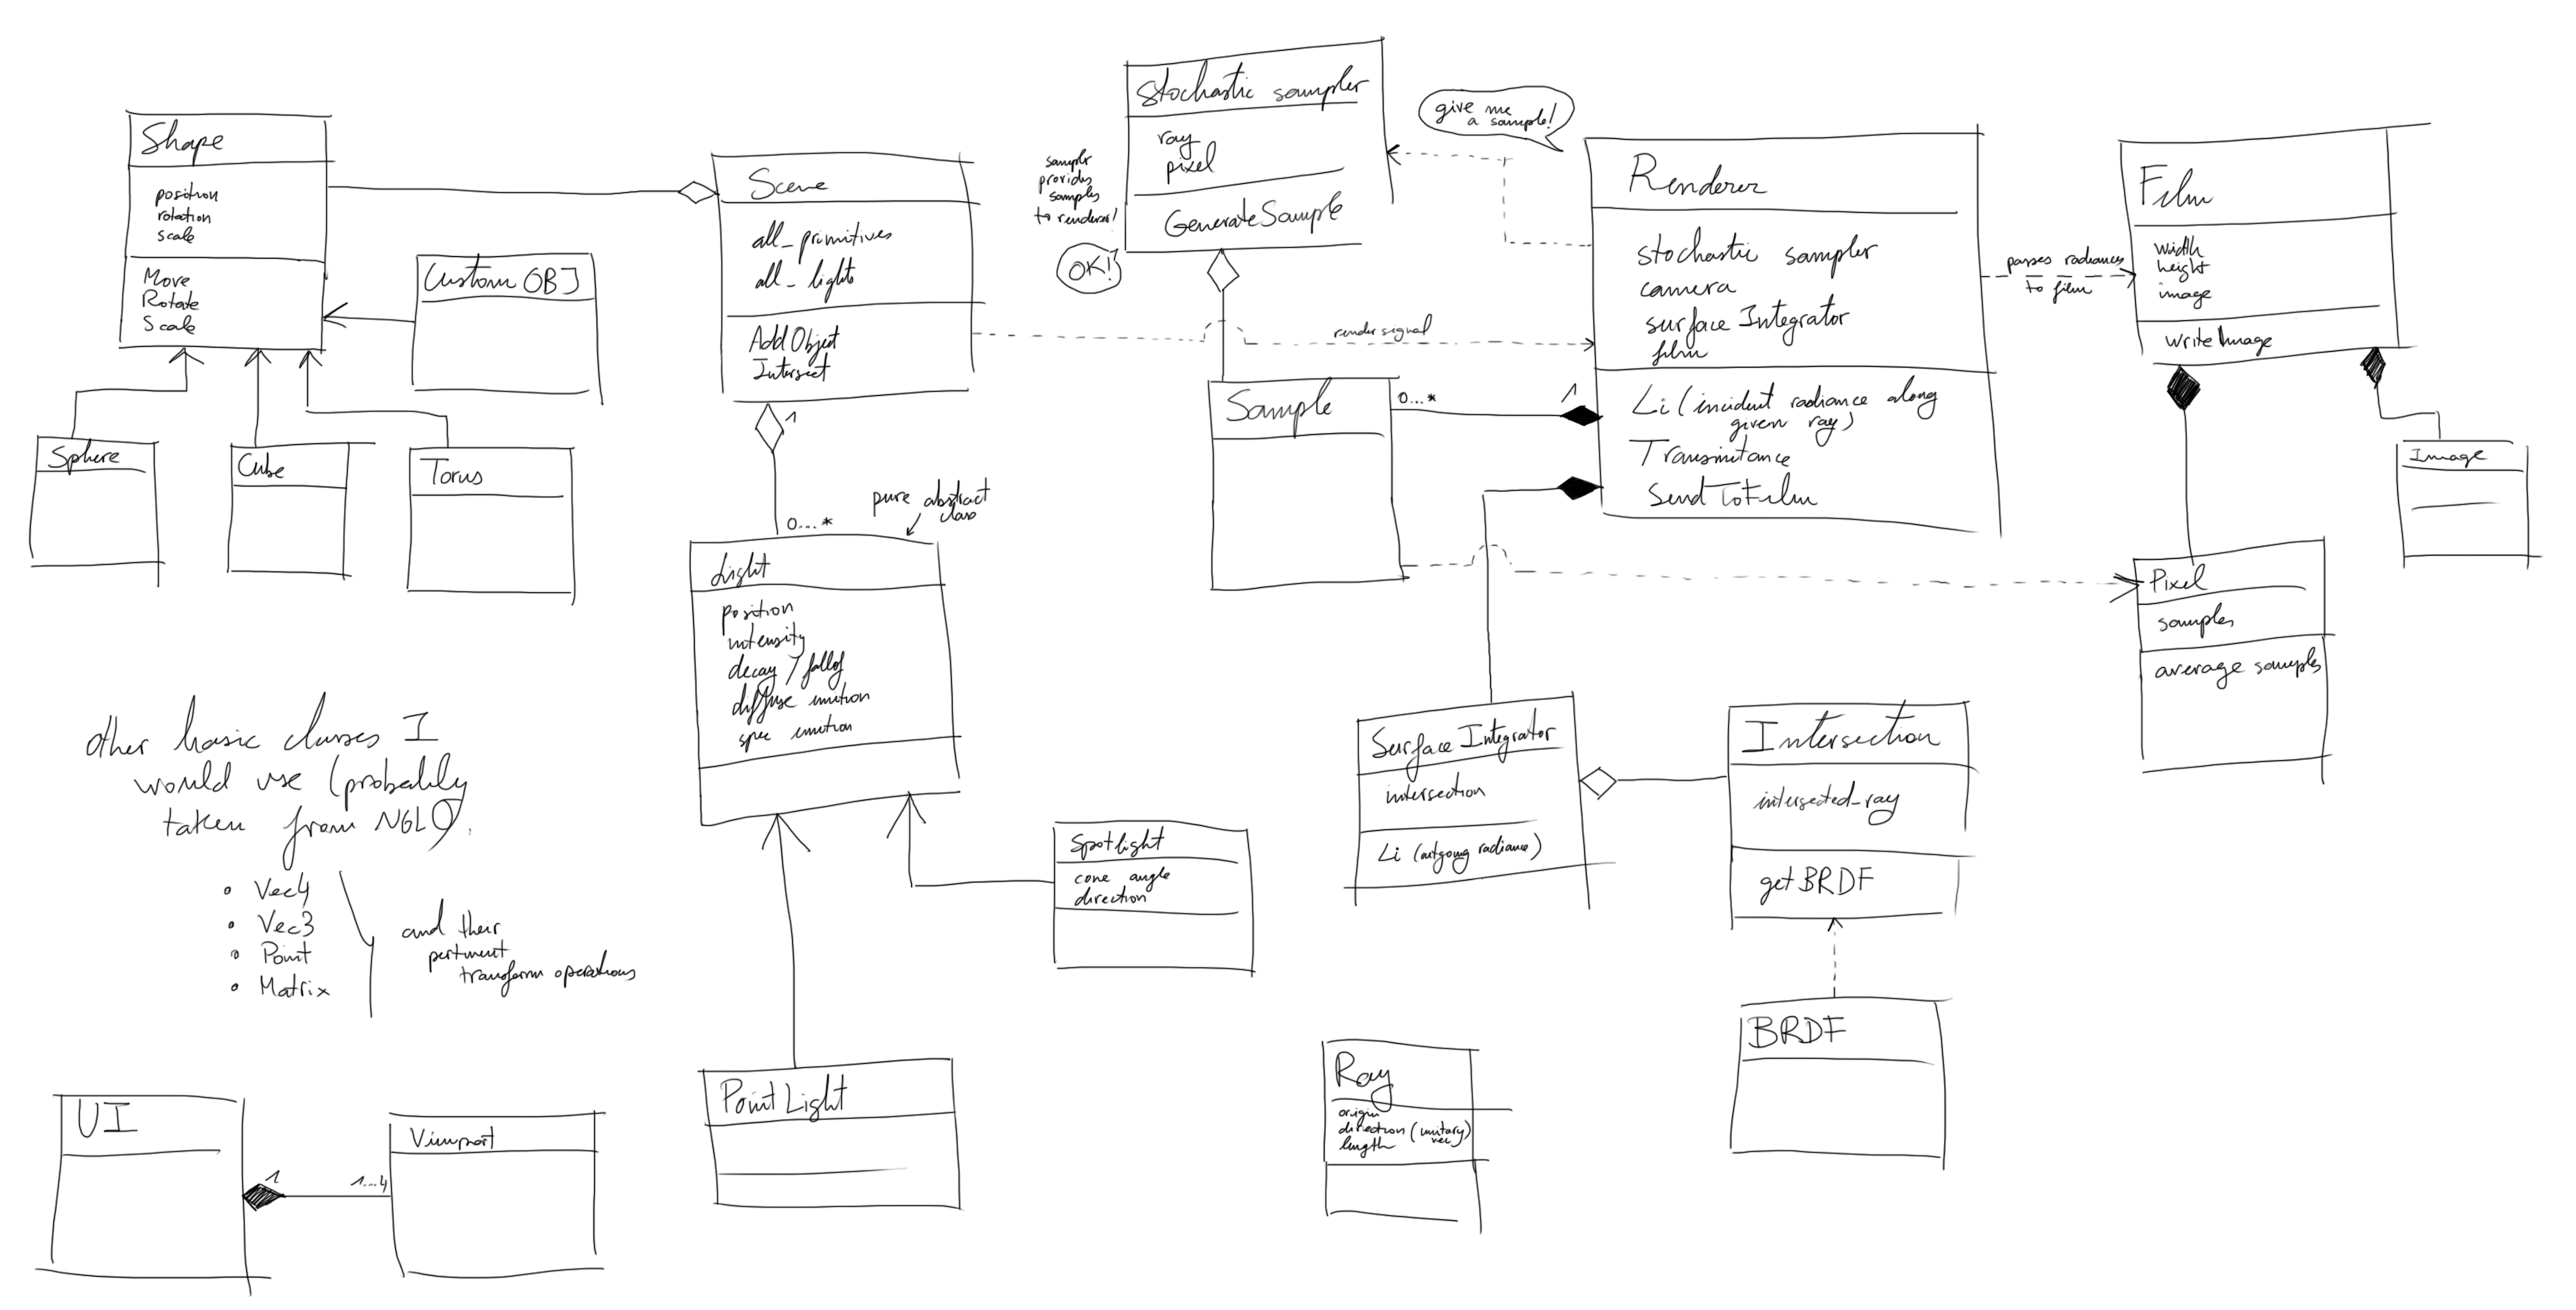 Shape
position
rotation
scale
Move
Rotate
Scale
Custom OBJ
Sphere
Cube
Torus
Scene
all_primitives
all_lights
Add Object
Intersect
1
0...*
pure abstract
class
Light
position
intensity
decay / fallof
diffuse emition
spec emition
Spotlight
cone angle
direction
Point Light
Stochastic sampler
ray
pixel
GenerateSample
sampler
provides
samples
to renderer!
OK!
give me
a sample!
render signal
Sample
0...*
1
Renderer
stochastic sampler
camera
surface Integrator
film
Li (incident radiance along
given ray)
Transmitance
Send To Film
passes radiances
to film
Film
width
height
image
write Image
Image
Pixel
samples
average samples
Surface Integrator
intersection
Li (outgoing radiance)
Intersection
intersected_ray
get BRDF
BRDF
Ray
origin
direction (unitary
vec)
length
other basic classes I
would use (probably
taken from NGL).
• Vec4
• Vec3
• Point
• Matrix
and their
pertinent
transform operations
UI
1
1...4
Viewport